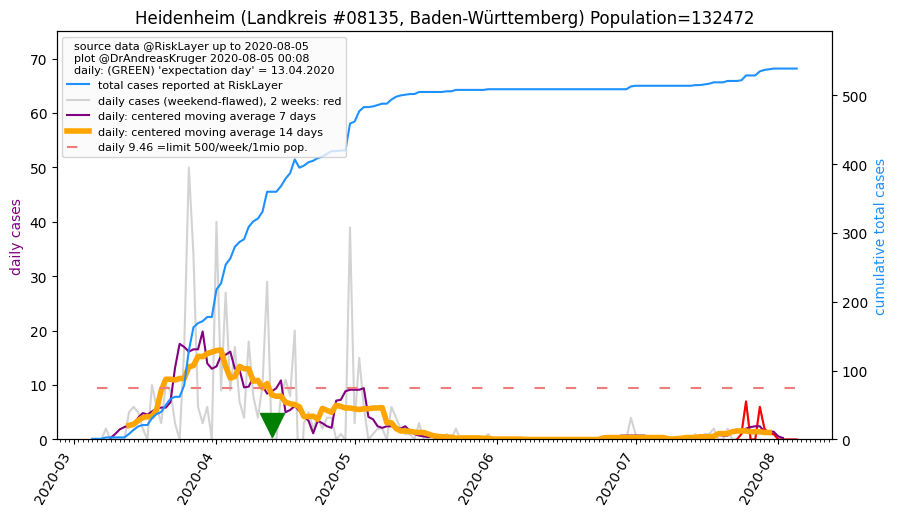 Heidenheim (Landkreis #08135, Baden-Württemberg) Population=132472
source data @RiskLayer up to 2020-08-05
plot @DrAndreasKruger 2020-08-05 00:08
daily: (GREEN) 'expectation day' = 13.04.2020
total cases reported at RiskLayer
daily cases (weekend-flawed), 2 weeks: red
daily: centered moving average 7 days
daily: centered moving average 14 days
daily 9.46 =limit 500/week/1mio pop.
daily cases
70
60
50
40
30
20
10
0
cumulative total cases
500
400
300
200
100
0
2020-03
2020-04
2020-05
2020-06
2020-07
2020-08